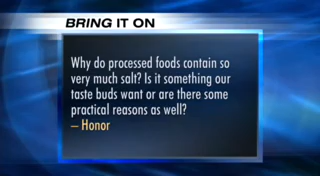 BRING IT ON
Why do processed foods contain so
very much salt? Is it something our
taste buds want or are there some
practical reasons as well?
– Honor